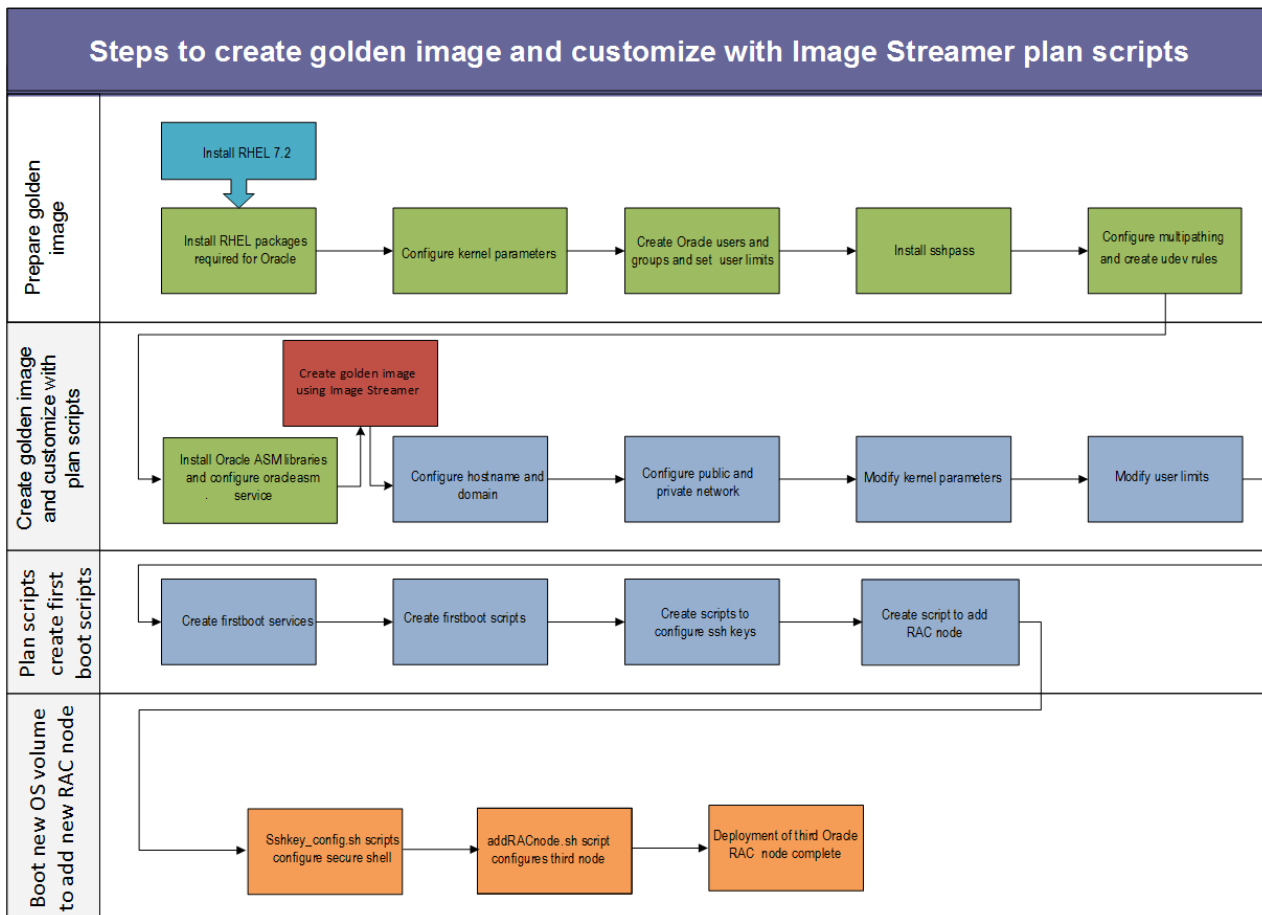 Steps to create golden image and customize with Image Streamer plan scripts
Prepare golden
image
Install RHEL 7.2
Install RHEL packages
required for Oracle
Configure kernel parameters
Create Oracle users and
groups and set user limits
Install sshpass
Configure multipathing
and create udev rules
Create golden image
and customize with
plan scripts
Create golden image
using Image Streamer
Install Oracle ASM libraries
and configure oracleasm
service
.
Configure hostname and
domain
Configure public and
private network
Modify kernel parameters
Modify user limits
Plan scripts
create first
boot scripts
Create firstboot services
Create firstboot scripts
Create scripts to
configure ssh keys
Create script to add
RAC node
Boot new OS volume
to add new RAC node
Sshkey_config.sh scripts
configure secure shell
addRACnode.sh script
configures third node
Deployment of third Oracle
RAC node complete